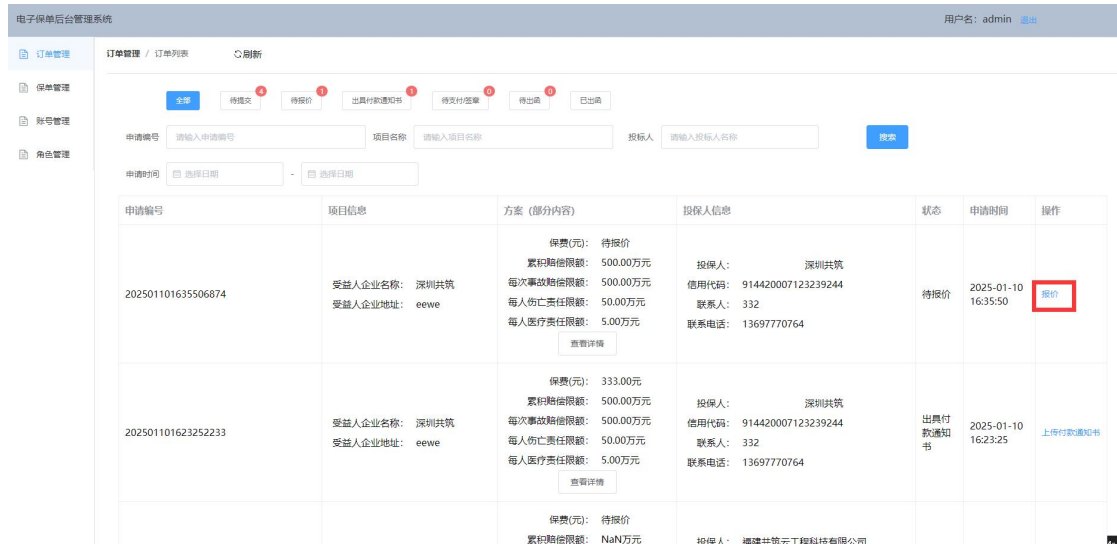 电子保单后台管理系统 用户名：admin 退出
订单管理 订单管理 / 订单列表 刷新
保单管理
账号管理
角色管理
全部 待提交 4 待报价 1 出具付款通知书 1 待支付/签章 0 待出函 0 已出函
申请编号 请输入申请编号 项目名称 请输入项目名称 投标人 请输入投标人名称 搜索
申请时间 选择日期 - 选择日期
申请编号 项目信息 方案（部分内容） 投保人信息 状态 申请时间 操作
202501101635506874
受益人企业名称： 深圳共筑
受益人企业地址： eewe
保费(元)： 待报价
累积赔偿限额： 500.00万元
每次事故赔偿限额： 500.00万元
每人伤亡责任限额： 50.00万元
每人医疗责任限额： 5.00万元
查看详情
投保人： 深圳共筑
信用代码： 914420007123239244
联系人： 332
联系电话： 13697770764
待报价
2025-01-10
16:35:50
报价
202501101623252233
受益人企业名称： 深圳共筑
受益人企业地址： eewe
保费(元)： 333.00元
累积赔偿限额： 500.00万元
每次事故赔偿限额： 500.00万元
每人伤亡责任限额： 50.00万元
每人医疗责任限额： 5.00万元
查看详情
投保人： 深圳共筑
信用代码： 914420007123239244
联系人： 332
联系电话： 13697770764
出具付
款通知
书
2025-01-10
16:23:25
上传付款通知书
保费(元)： 待报价
累积赔偿限额： NaN万元
投保人： 福建共筑云工程科技有限公司